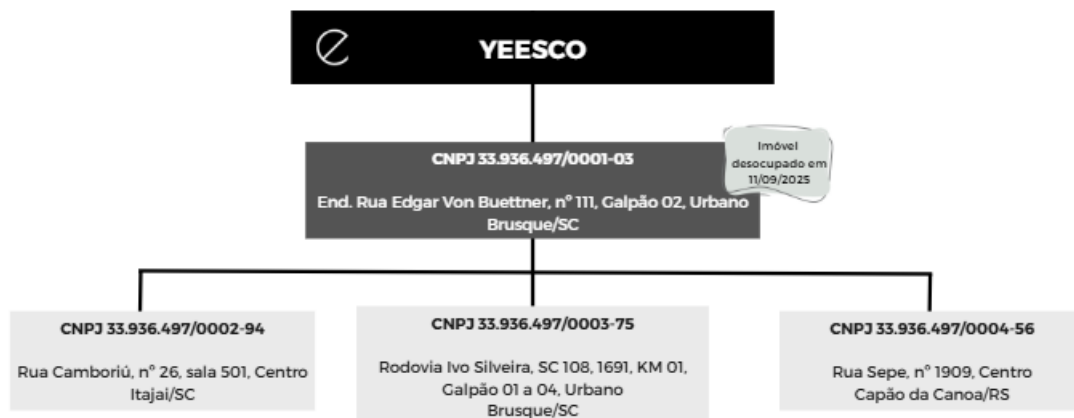 YEESCO
CNPJ 33.936.497/0001-03
End. Rua Edgar Von Buettner, nº 111, Galpão 02, Urbano
Brusque/SC
Imóvel
desocupado em
11/09/2025
CNPJ 33.936.497/0002-94
Rua Camboriú, nº 26, sala 501, Centro
Itajai/SC
CNPJ 33.936.497/0003-75
Rodovia Ivo Silveira, SC 108, 1691, KM 01,
Galpão 01 a 04, Urbano
Brusque/SC
CNPJ 33.936.497/0004-56
Rua Sepe, nº 1909, Centro
Capão da Canoa/RS